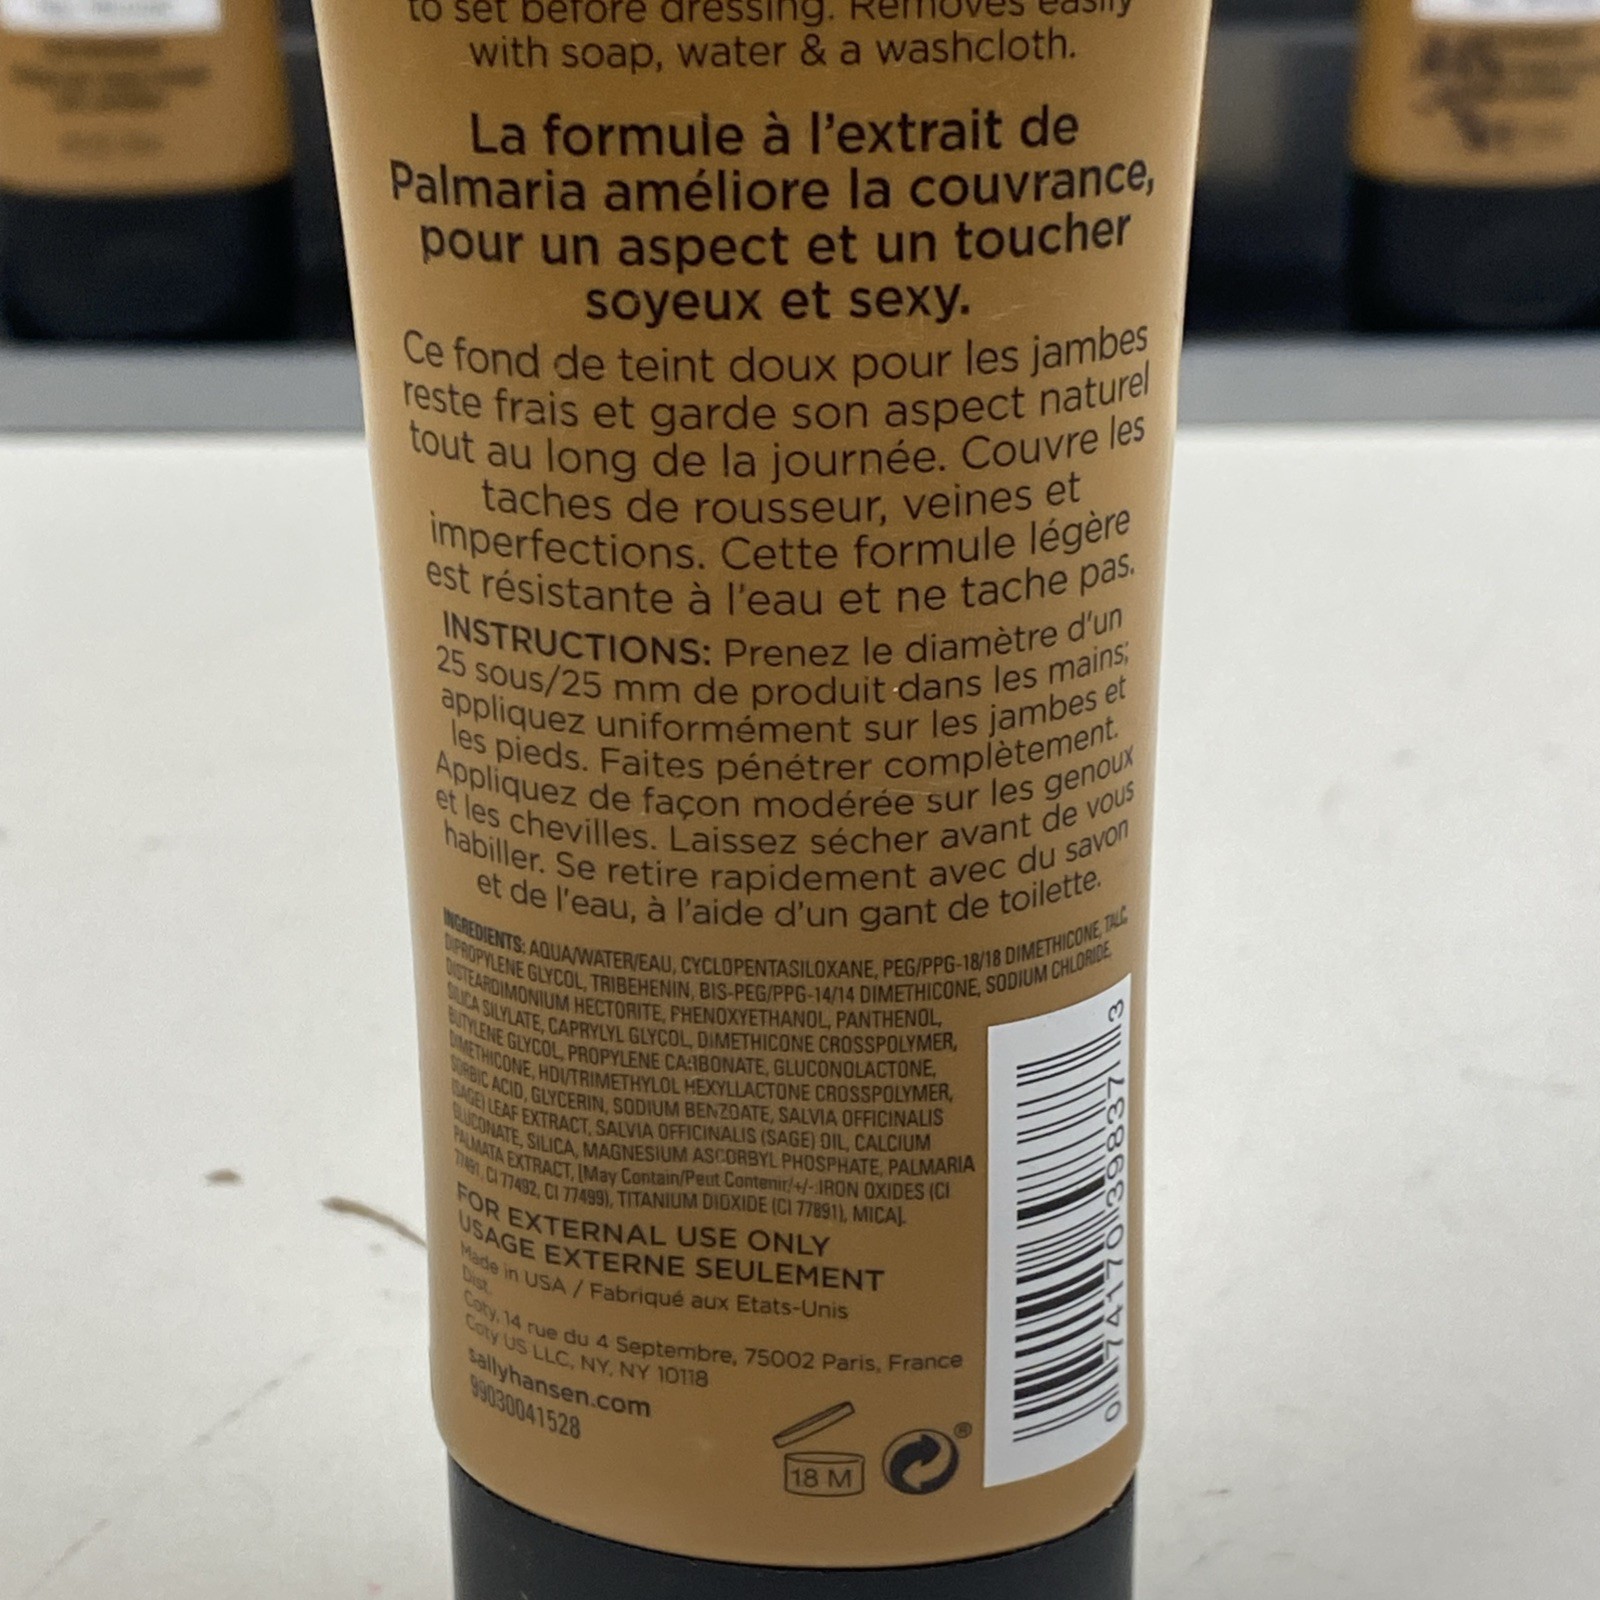 to set before dressing. Removes easily
with soap, water & a washcloth.
La formule à l'extrait de
Palmaria améliore la couvrance,
pour un aspect et un toucher
soyeux et sexy.
Ce fond de teint doux pour les jambes
reste frais et garde son aspect naturel
tout au long de la journée. Couvre les
taches de rousseur, veines et
imperfections. Cette formule légère
est résistante à l'eau et ne tache pas.
INSTRUCTIONS: Prenez le diamètre d'un
25 sous/25 mm de produit dans les mains;
appliquez uniformément sur les jambes et
les pieds. Faites pénétrer complètement.
Appliquez de façon modérée sur les genoux
et les chevilles. Laissez sécher avant de vous
habiller. Se retire rapidement avec du savon
et de l'eau, à l'aide d'un gant de toilette.
INGREDIENTS: AQUA/WATER/EAU, CYCLOPENTASILOXANE, PEG/PPG-18/18 DIMETHICONE, TALC,
DIPROPYLENE GLYCOL, TRIBEHENIN, BIS-PEG/PPG-14/14 DIMETHICONE, SODIUM CHLORIDE,
DISTEARDIMONIUM HECTORITE, PHENOXYETHANOL, PANTHENOL,
SILICA SILYLATE, CAPRYLYL GLYCOL, DIMETHICONE CROSSPOLYMER,
BUTYLENE GLYCOL, PROPYLENE CARBONATE, GLUCONOLACTONE,
DIMETHICONE, HDI/TRIMETHYLOL HEXYLLACTONE CROSSPOLYMER,
SORBIC ACID, GLYCERIN, SODIUM BENZOATE, SALVIA OFFICINALIS
(SAGE) LEAF EXTRACT, SALVIA OFFICINALIS (SAGE) OIL, CALCIUM
GLUCONATE, SILICA, MAGNESIUM ASCORBYL PHOSPHATE, PALMARIA
PALMATA EXTRACT, [May Contain/Peut Contenir/+/-:IRON OXIDES (CI
77491, CI 77492, CI 77499), TITANIUM DIOXIDE (CI 77891), MICA].
FOR EXTERNAL USE ONLY
USAGE EXTERNE SEULEMENT
Made in USA / Fabriqué aux Etats-Unis
Dist.
Coty, 14 rue du 4 Septembre, 75002 Paris, France
Coty US LLC, NY, NY 10118
sallyhansen.com
99030041528
18 M
®
0 74170 39837 3